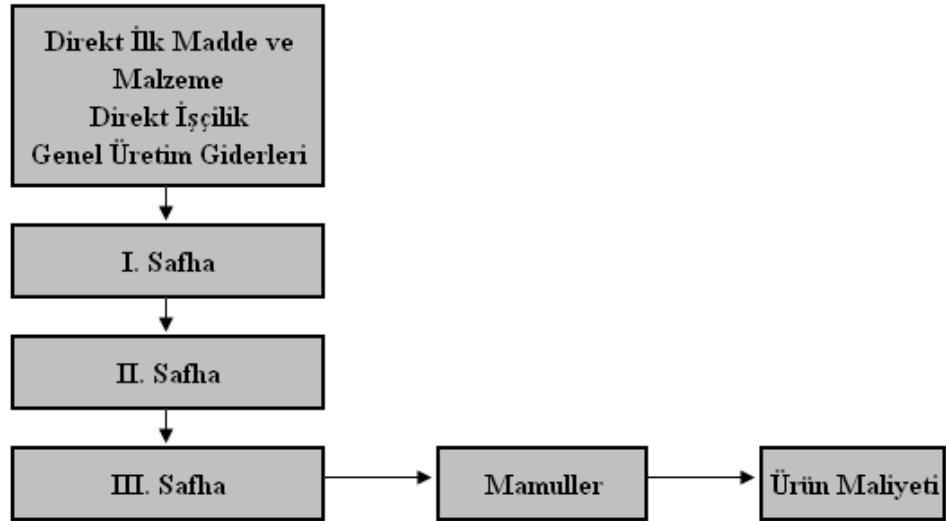 Direkt İlk Madde ve
Malzeme
Direkt İşçilik
Genel Üretim Giderleri
I. Safha
II. Safha
III. Safha
Mamuller
Ürün Maliyeti